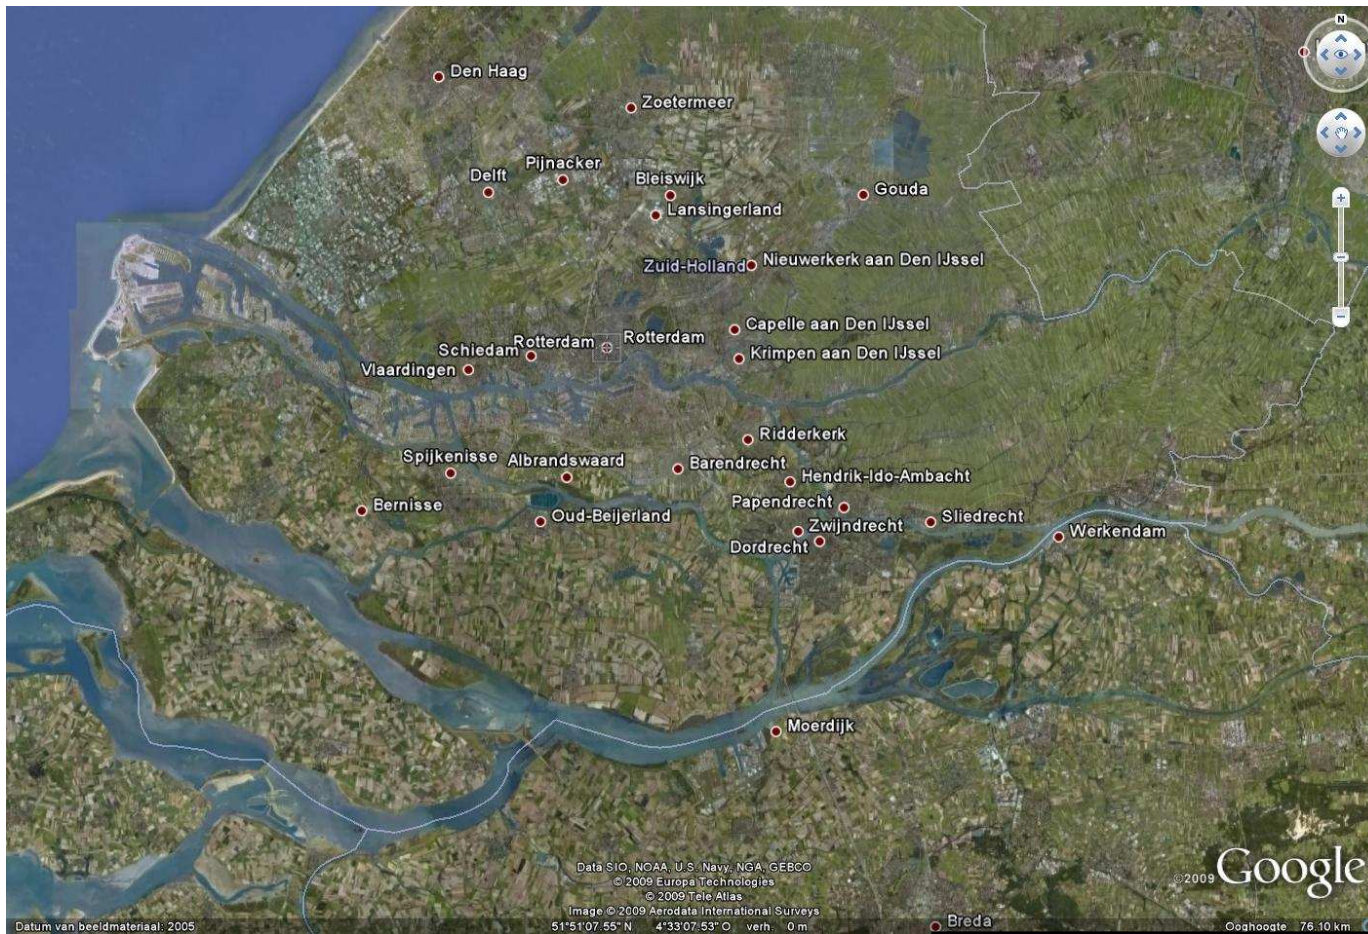 N
Den Haag
Zoetermeer
Pijnacker
Delft
Bleiswijk
Gouda
Lansingerland
Zuid-Holland
Nieuwerkerk aan Den IJssel
Capelle aan Den IJssel
Rotterdam
Rotterdam
Schiedam
Krimpen aan Den IJssel
Vlaardingen
Ridderkerk
Spijkenisse
Albrandswaard
Barendrecht
Hendrik-Ido-Ambacht
Bernisse
Papendrecht
Oud-Beijerland
Sliedrecht
Zwijndrecht
Werkendam
Dordrecht
Moerdijk
Data SIO, NOAA, U.S. Navy, NGA, GEBCO
© 2009 Europa Technologies
© 2009 Tele Atlas
Image © 2009 Aerodata International Surveys
©2009 Google
Breda
Datum van beeldmateriaal: 2005
51°51'07.55" N 4°33'07.53" O verh. 0 m
Ooghoogte 76.10 km